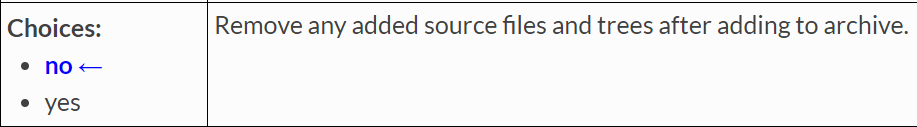 Choices:
no ←
yes
Remove any added source files and trees after adding to archive.